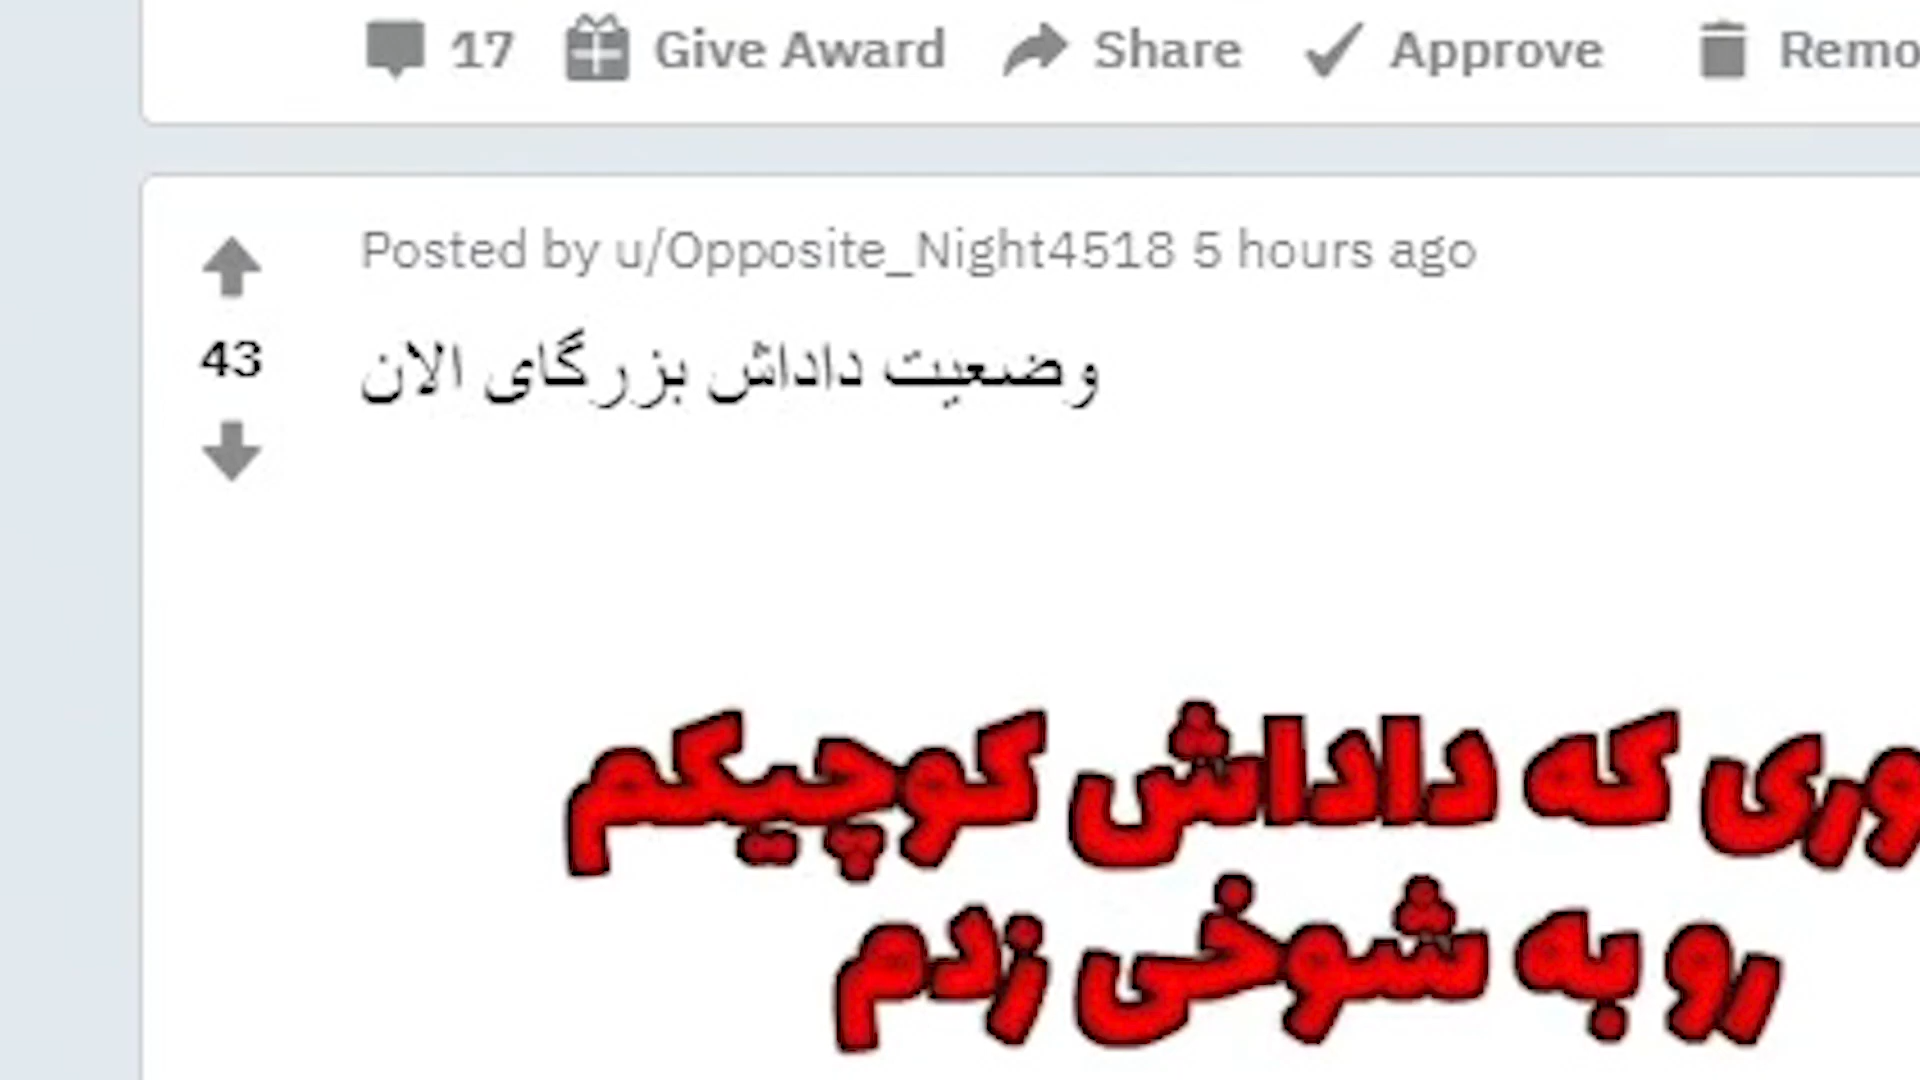 17 Give Award Share Approve
Posted by u/Opposite_Night4518 5 hours ago
43
وضعیت داداش بزرگای الان
که داداش کوچیکم
رو به شوخی زدم